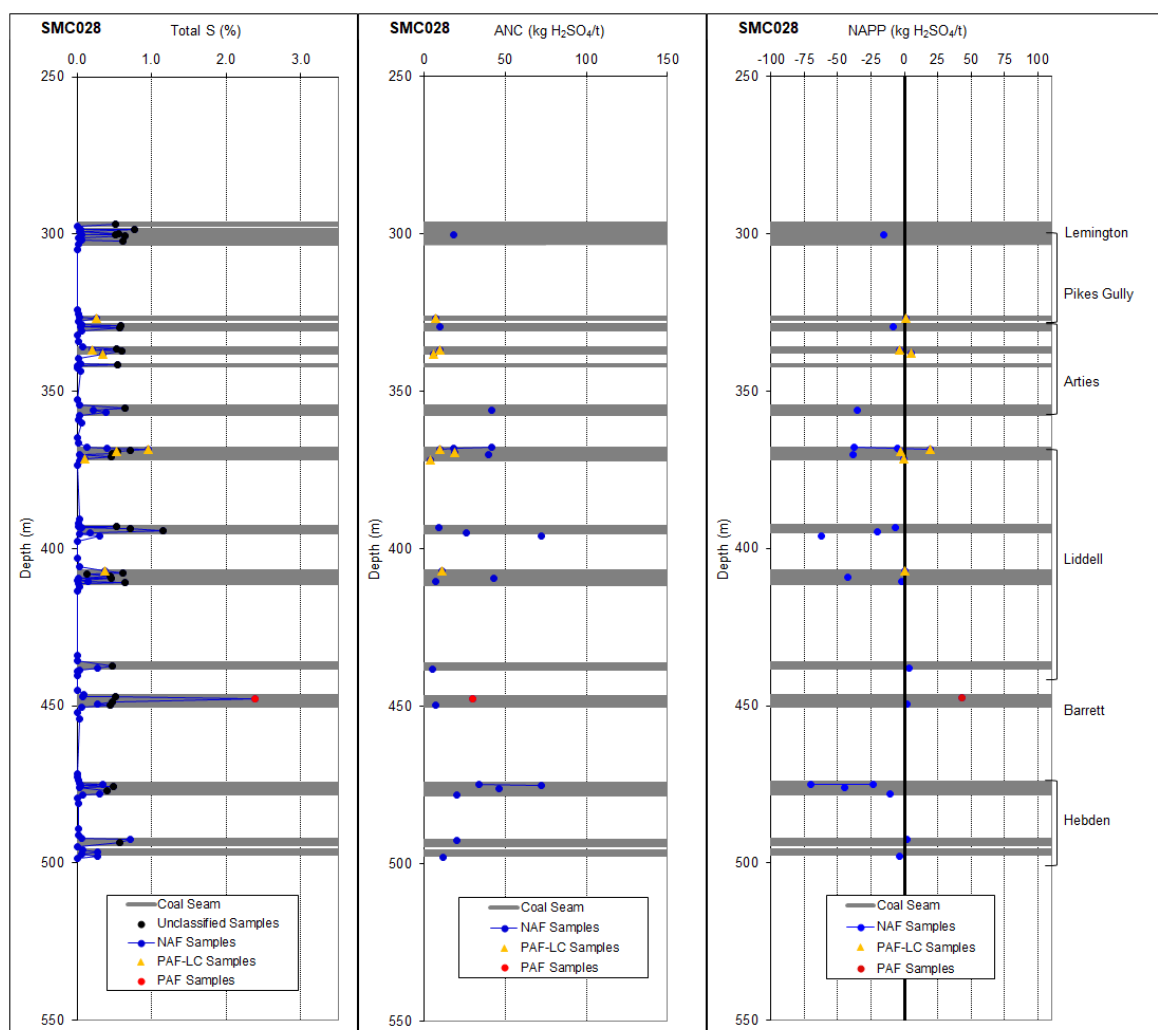 SMC028 Total S (%)
0.0 1.0 2.0 3.0
250
300
350
400
450
500
550
Depth (m)
Coal Seam
Unclassified Samples
NAF Samples
PAF-LC Samples
PAF Samples
SMC028 ANC (kg H₂SO₄/t)
0 50 100 150
250
300
350
400
450
500
550
Depth (m)
Coal Seam
NAF Samples
PAF-LC Samples
PAF Samples
SMC028 NAPP (kg H₂SO₄/t)
-100 -75 -50 -25 0 25 50 75 100
250
300
350
400
450
500
550
Depth (m)
Coal Seam
NAF Samples
PAF-LC Samples
PAF Samples
Lemington
Pikes Gully
Arties
Liddell
Barrett
Hebden